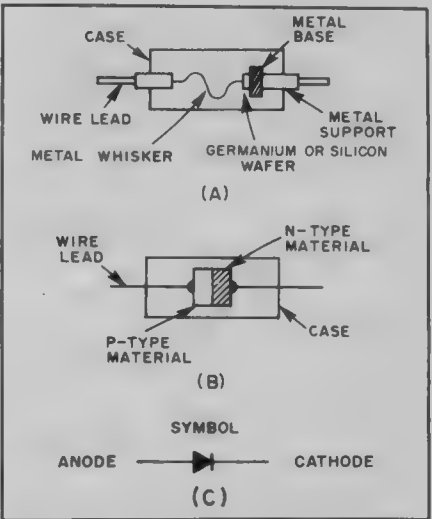 CASE
METAL
BASE
WIRE LEAD
METAL
SUPPORT
METAL WHISKER
GERMANIUM OR SILICON
WAFER
(A)
WIRE
LEAD
N-TYPE
MATERIAL
P-TYPE
MATERIAL
CASE
(B)
SYMBOL
ANODE
CATHODE
(C)